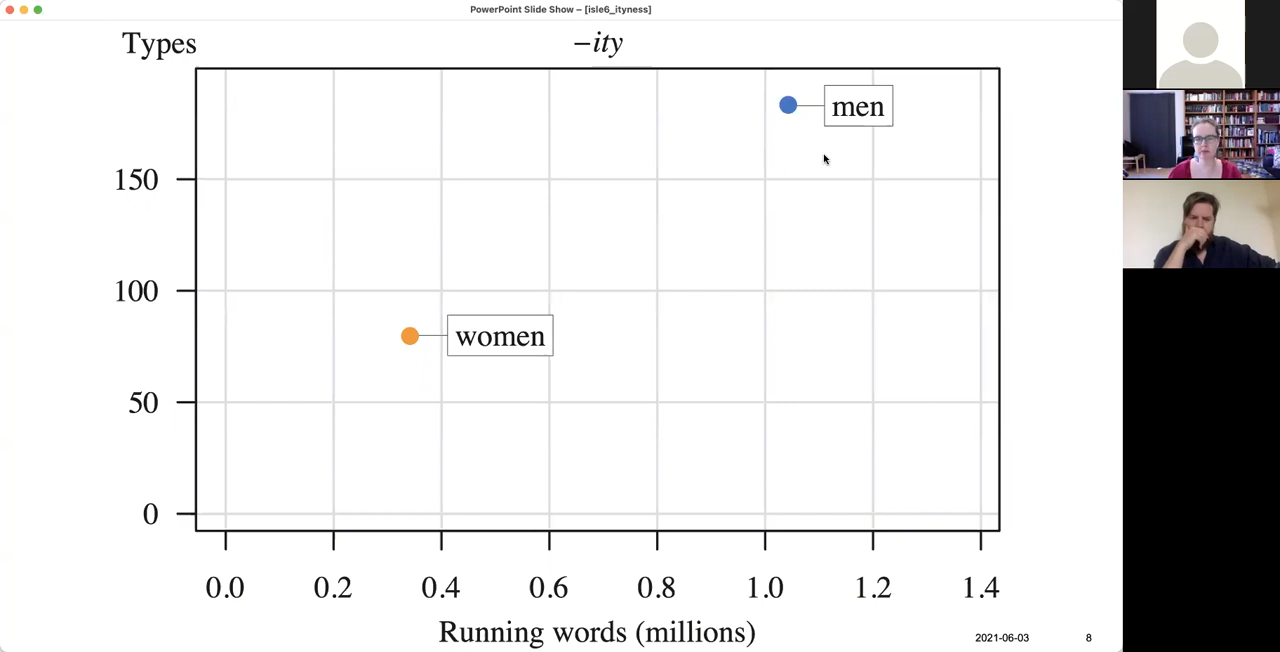 PowerPoint Slide Show – [isle6_ityness]
Types
–ity
men
150
100
women
50
0
0.0 0.2 0.4 0.6 0.8 1.0 1.2 1.4
Running words (millions)
2021-06-03 8